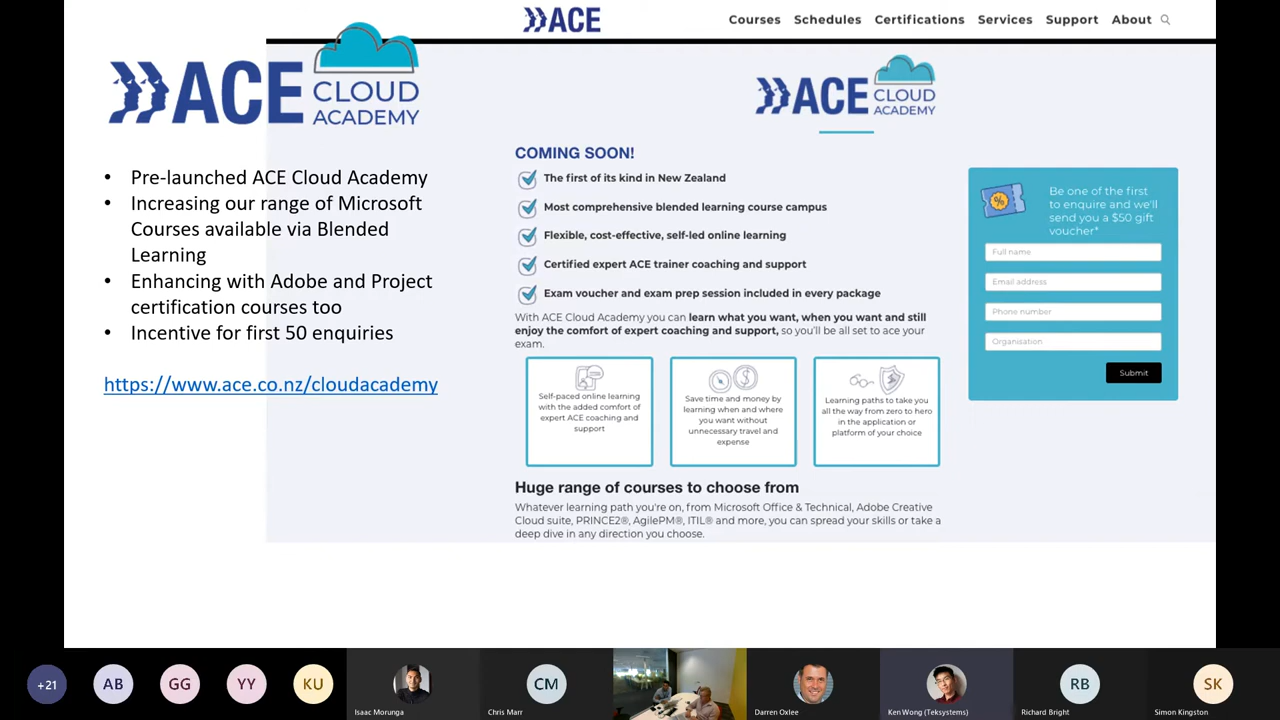 ACE
Courses Schedules Certifications Services Support About
ACE CLOUD ACADEMY
Pre-launched ACE Cloud Academy
Increasing our range of Microsoft
Courses available via Blended
Learning
Enhancing with Adobe and Project
certification courses too
Incentive for first 50 enquiries
https://www.ace.co.nz/cloudacademy
ACE CLOUD ACADEMY
COMING SOON!
The first of its kind in New Zealand
Most comprehensive blended learning course campus
Flexible, cost-effective, self-led online learning
Certified expert ACE trainer coaching and support
Exam voucher and exam prep session included in every package
With ACE Cloud Academy you can learn what you want, when you want and still
enjoy the comfort of expert coaching and support, so you'll be all set to ace your
exam.
Self-paced online learning
with the added comfort of
expert ACE coaching and
support
Save time and money by
learning when and where
you want without
unnecessary travel and
expense
Learning paths to take you
all the way from zero to hero
in the application or
platform of your choice
Huge range of courses to choose from
Whatever learning path you're on, from Microsoft Office & Technical, Adobe Creative
Cloud suite, PRINCE2®, AgilePM®, ITIL® and more, you can spread your skills or take a
deep dive in any direction you choose.
Be one of the first
to enquire and we'll
send you a $50 gift
voucher*
Full name
Email address
Phone number
Organisation
Submit
+21
AB
GG
YY
KU
Isaac Morunga
CM
Chris Marr
Darren Oxlee
Ken Wong (Teksystems)
RB
Richard Bright
SK
Simon Kingston